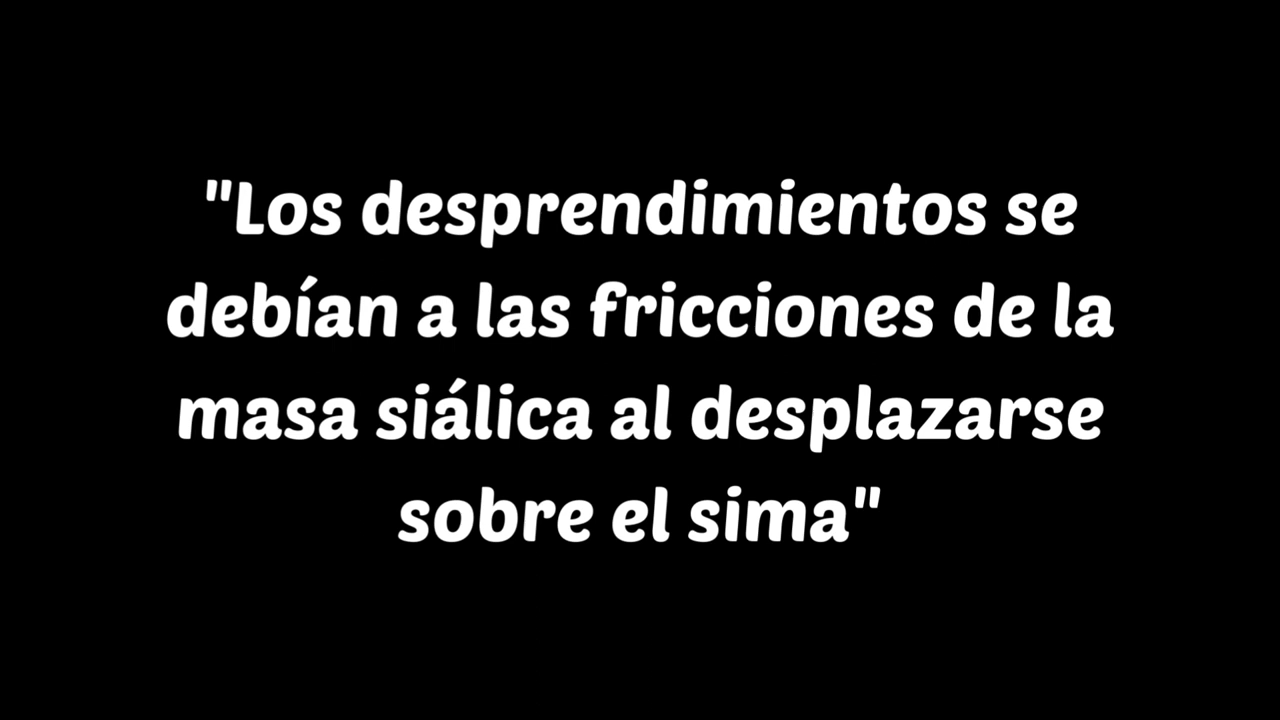 "Los desprendimientos se
debían a las fricciones de la
masa siálica al desplazarse
sobre el sima"